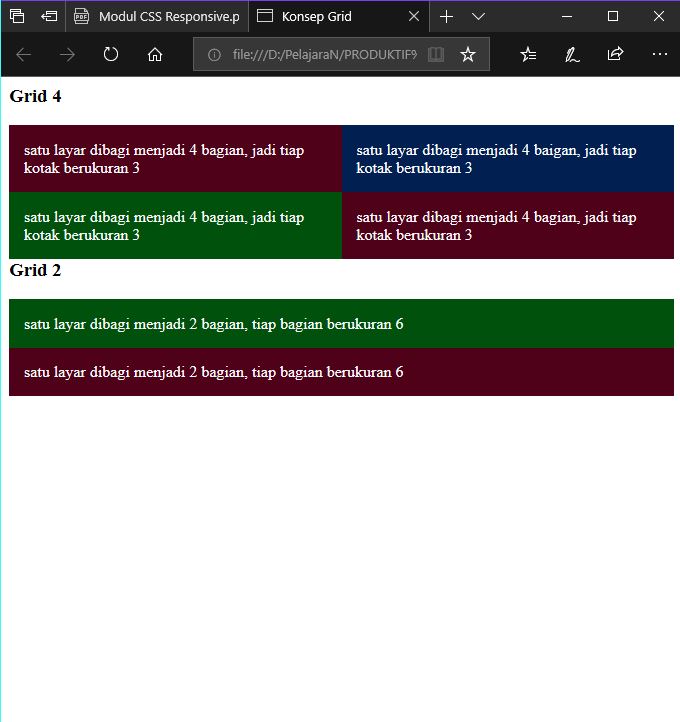 Modul CSS Responsive.p
Konsep Grid
file:///D:/PelajaraN/PRODUKTIF9
Grid 4
satu layar dibagi menjadi 4 bagian, jadi tiap
kotak berukuran 3
satu layar dibagi menjadi 4 baigan, jadi tiap
kotak berukuran 3
satu layar dibagi menjadi 4 bagian, jadi tiap
kotak berukuran 3
satu layar dibagi menjadi 4 bagian, jadi tiap
kotak berukuran 3
Grid 2
satu layar dibagi menjadi 2 bagian, tiap bagian berukuran 6
satu layar dibagi menjadi 2 bagian, tiap bagian berukuran 6